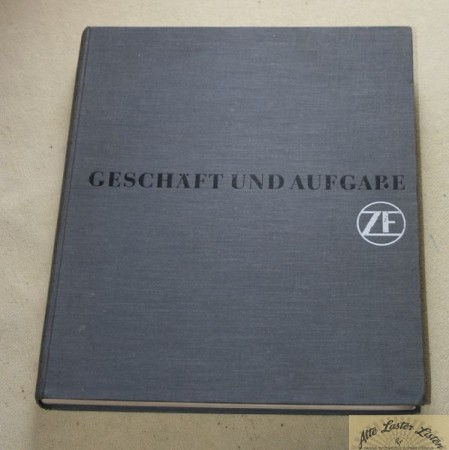 GESCHÄFT UND AUFGABE
ZF
Alte Laster Listen